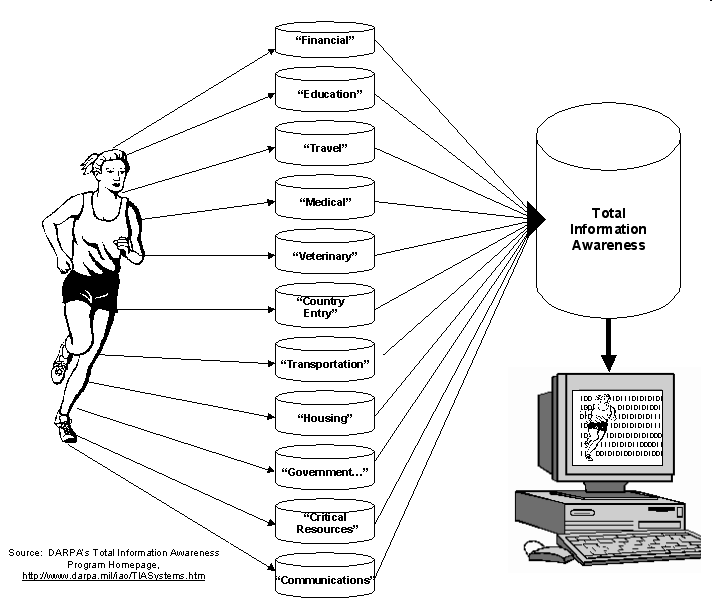 “Financial”
“Education”
“Travel”
“Medical”
“Veterinary”
“Country
Entry”
“Transportation”
“Housing”
“Government...”
“Critical
Resources”
“Communications”
Total
Information
Awareness
Source: DARPA's Total Information Awareness
Program Homepage,
http://www.darpa.mil/iao/TIASystems.htm